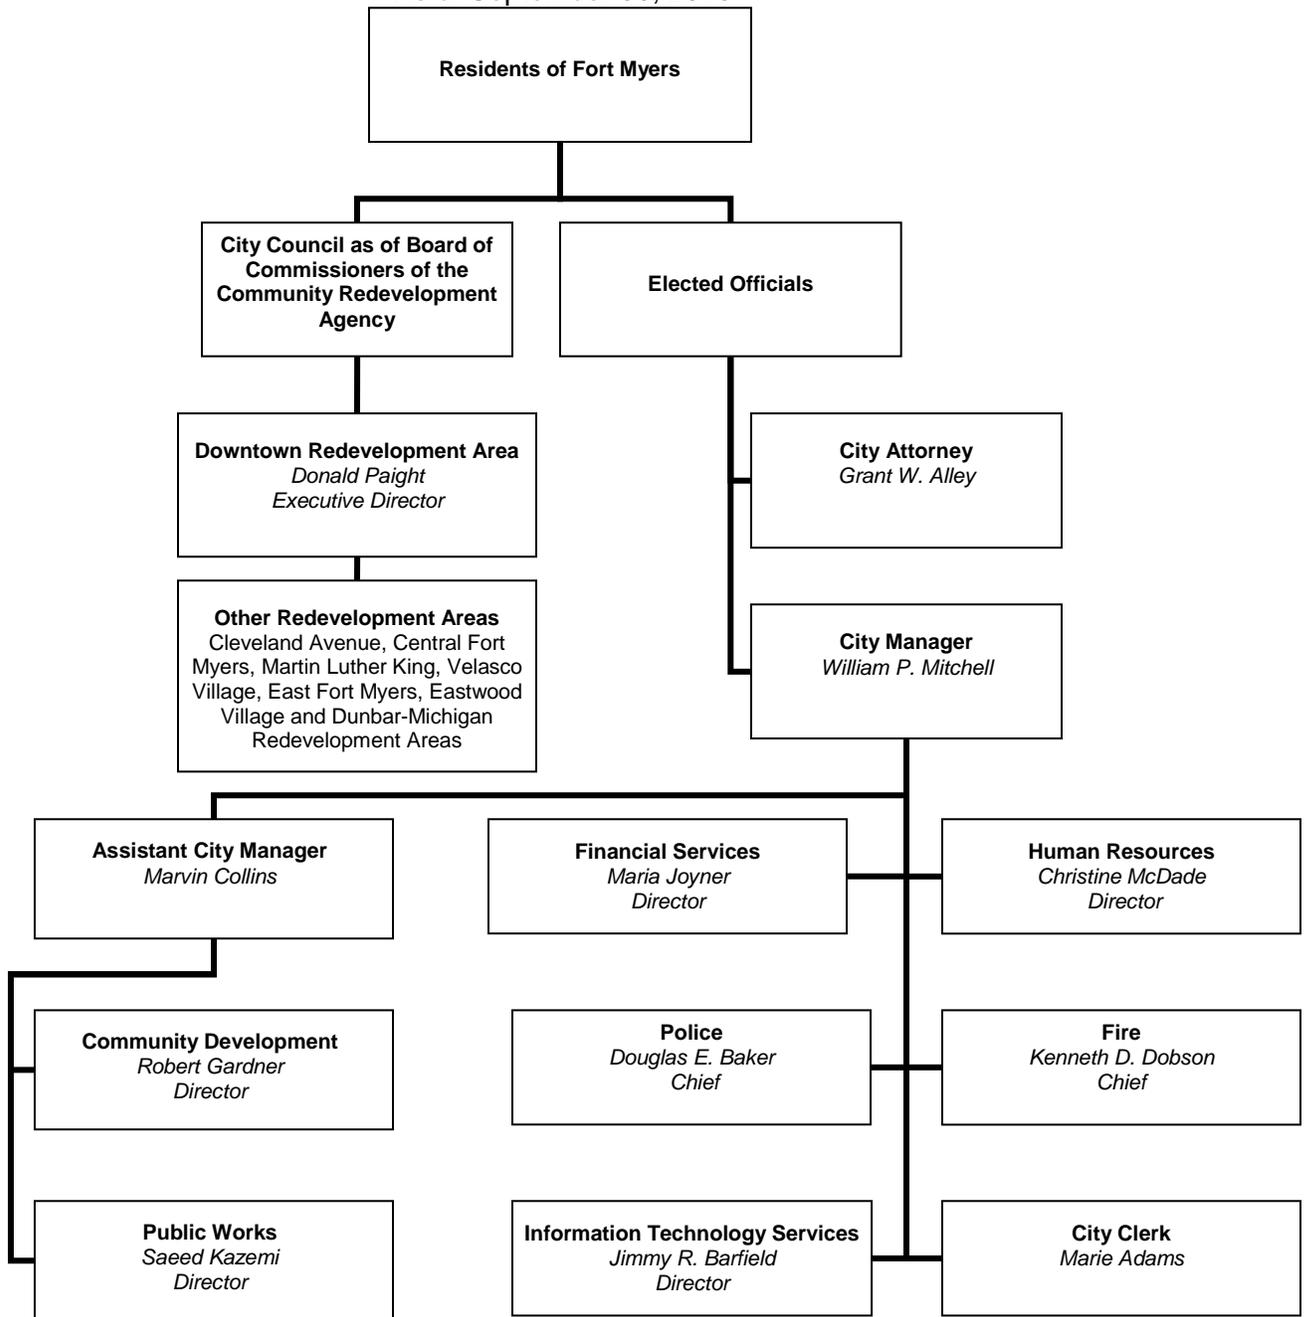 Residents of Fort Myers
City Council as of Board of
Commissioners of the
Community Redevelopment
Agency
Elected Officials
Downtown Redevelopment Area
Donald Paight
Executive Director
City Attorney
Grant W. Alley
Other Redevelopment Areas
Cleveland Avenue, Central Fort
Myers, Martin Luther King, Velasco
Village, East Fort Myers, Eastwood
Village and Dunbar-Michigan
Redevelopment Areas
City Manager
William P. Mitchell
Assistant City Manager
Marvin Collins
Financial Services
Maria Joyner
Director
Human Resources
Christine McDade
Director
Community Development
Robert Gardner
Director
Police
Douglas E. Baker
Chief
Fire
Kenneth D. Dobson
Chief
Public Works
Saeed Kazemi
Director
Information Technology Services
Jimmy R. Barfield
Director
City Clerk
Marie Adams